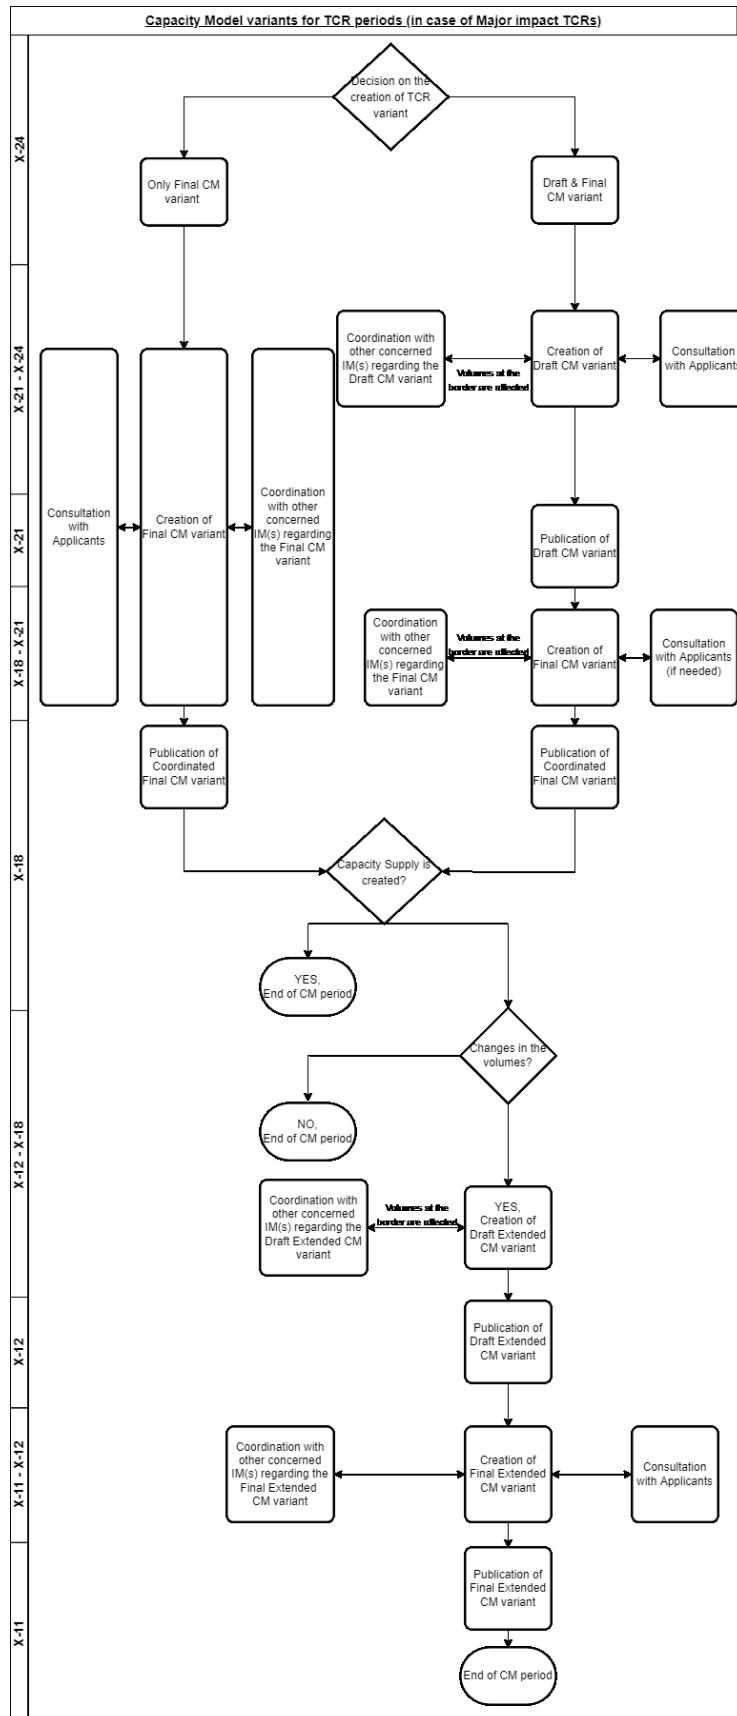 Capacity Model variants for TCR periods (in case of Major impact TCRs)
X-24
Decision on the
creation of TCR
variant
Only Final CM
variant
Draft & Final
CM variant
X-21 - X-24
Coordination with
other concerned
IM(s) regarding the
Draft CM variant
Volumes at the
border are affected
Creation of
Draft CM variant
Consultation
with Applicants
Consultation
with
Applicants
Creation of
Final CM variant
Coordination
with other
concerned
IM(s) regarding
the Final CM
variant
X-21
Publication of
Draft CM variant
X-18 - X-21
Coordination
with other
concerned
IM(s) regarding
the Final CM
variant
Volumes at the
border are affected
Creation of
Final CM variant
Consultation
with Applicants
(if needed)
X-18
Publication of
Coordinated
Final CM variant
Publication of
Coordinated
Final CM variant
Capacity Supply is
created?
YES,
End of CM period
X-12 - X-18
Changes in the
volumes?
NO,
End of CM period
Coordination with
other concerned
IM(s) regarding the
Draft Extended CM
variant
Volumes at the
border are affected
YES,
Creation of
Draft Extended
CM variant
X-12
Publication of
Draft Extended
CM variant
X-11 - X-12
Coordination with
other concerned
IM(s) regarding the
Final Extended
CM variant
Creation of
Final Extended
CM variant
Consultation
with Applicants
X-11
Publication of
Final Extended
CM variant
End of CM period